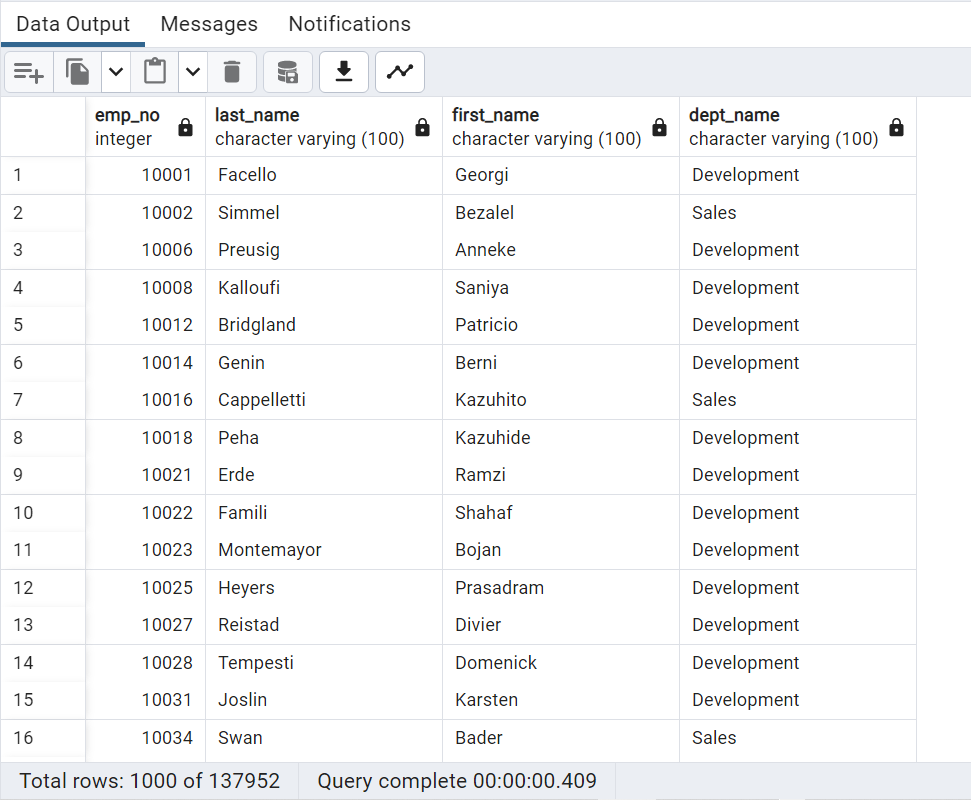 Data Output Messages Notifications
emp_no last_name first_name dept_name
integer character varying (100) character varying (100) character varying (100)
1 10001 Facello Georgi Development
2 10002 Simmel Bezalel Sales
3 10006 Preusig Anneke Development
4 10008 Kalloufi Saniya Development
5 10012 Bridgland Patricio Development
6 10014 Genin Berni Development
7 10016 Cappelletti Kazuhito Sales
8 10018 Peha Kazuhide Development
9 10021 Erde Ramzi Development
10 10022 Famili Shahaf Development
11 10023 Montemayor Bojan Development
12 10025 Heyers Prasadram Development
13 10027 Reistad Divier Development
14 10028 Tempesti Domenick Development
15 10031 Joslin Karsten Development
16 10034 Swan Bader Sales
Total rows: 1000 of 137952 Query complete 00:00:00.409